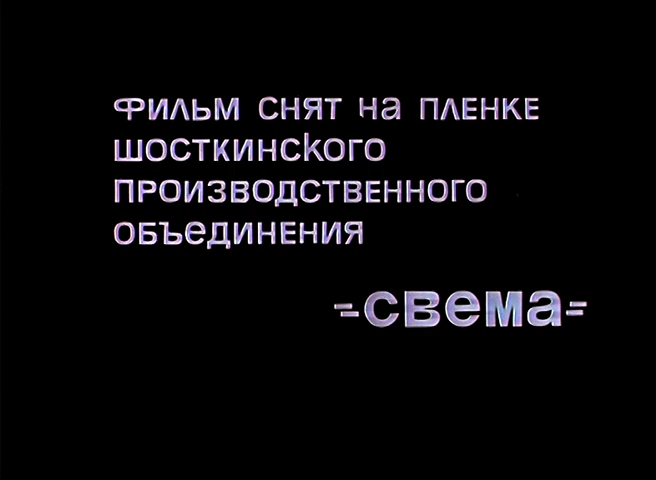 ФИЛЬМ СНЯТ На ПЛЕНКЕ
ШОСТКИНСКОГО
ПРОИЗВОДСТВЕННОГО
ОБЪЕДИНЕНИЯ
=СВЕМА=